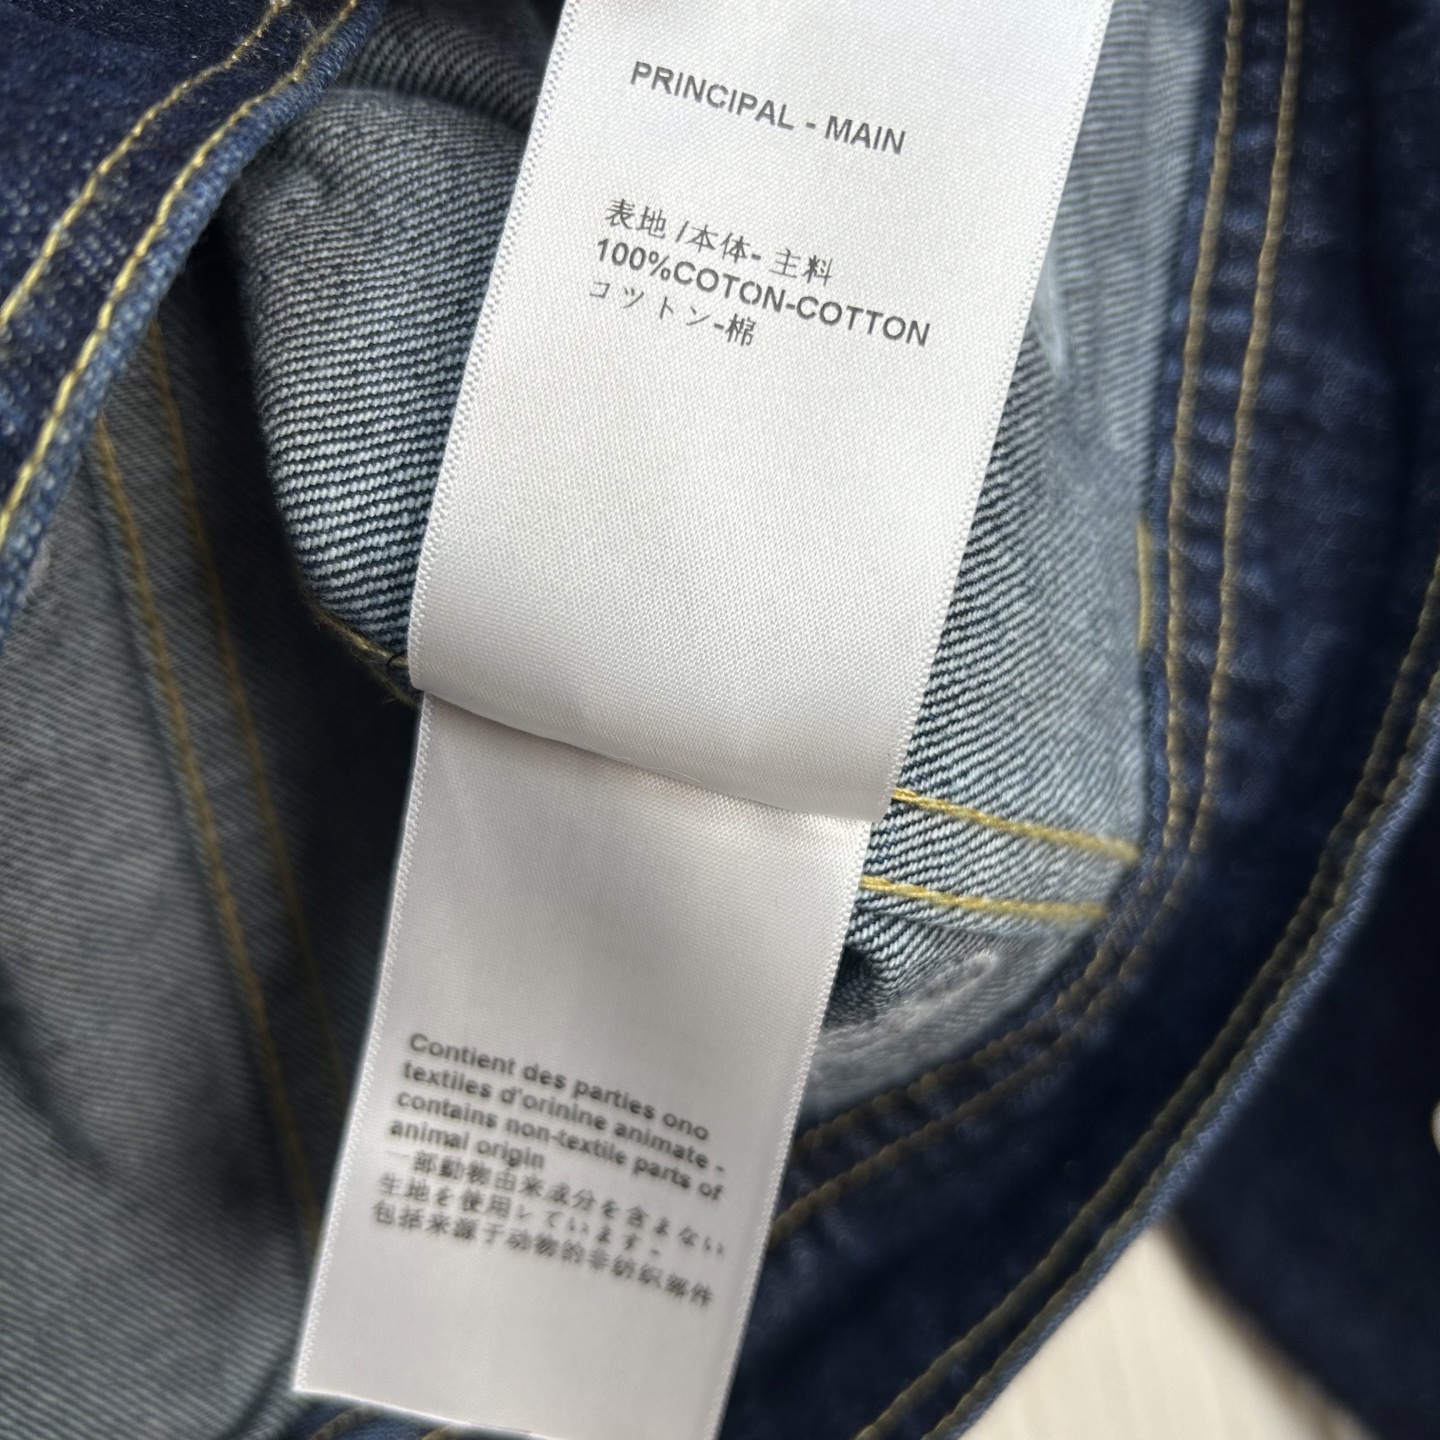 PRINCIPAL - MAIN
表地 /本体- 主料
100%COTON-COTTON
コツトン-棉
Contient des parties ono
textiles d'orinine animate -
contains non-textile parts of
animal origin
一部動物由来成分を含まない
生地を使用レています-
包括来源于动物的非纺织部件